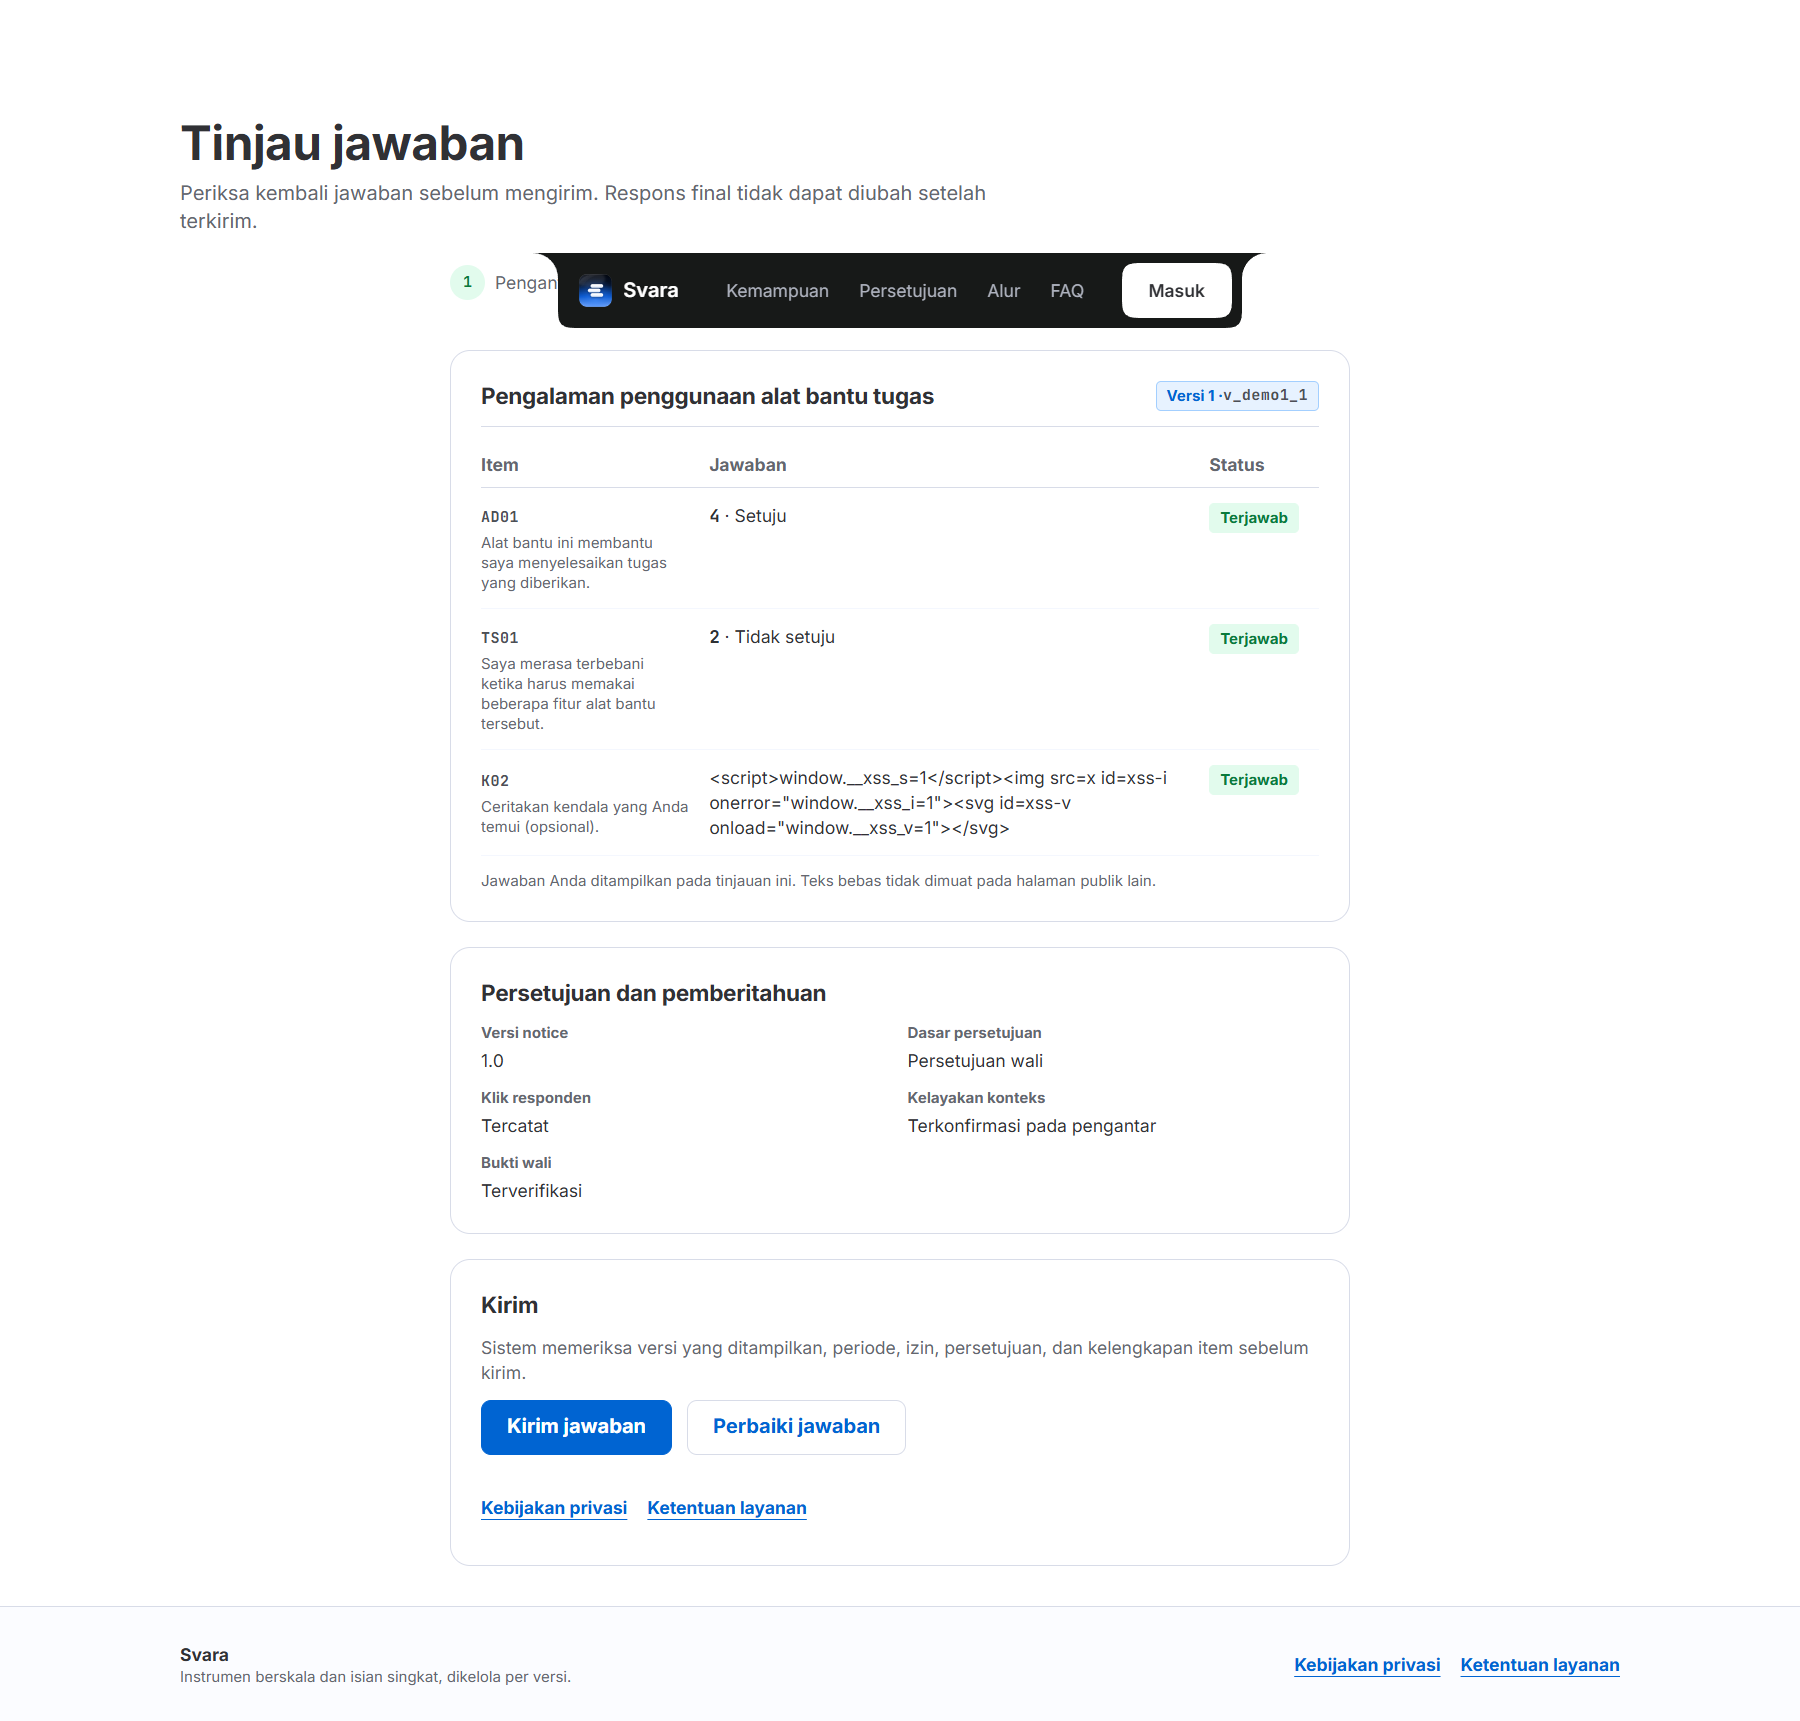 Tinjau jawaban
Periksa kembali jawaban sebelum mengirim. Respons final tidak dapat diubah setelah
terkirim.
1 Pengan
Svara Kemampuan Persetujuan Alur FAQ Masuk
Pengalaman penggunaan alat bantu tugas Versi 1 · v_demo1_1
Item Jawaban Status
AD01 4 · Setuju Terjawab
Alat bantu ini membantu
saya menyelesaikan tugas
yang diberikan.
TS01 2 · Tidak setuju Terjawab
Saya merasa terbebani
ketika harus memakai
beberapa fitur alat bantu
tersebut.
K02 Terjawab
Ceritakan kendala yang Anda
temui (opsional).
<script>window.__xss_s=1</script><img src=x id=xss-i
onerror="window.__xss_i=1"><svg id=xss-v
onload="window.__xss_v=1"></svg>
Jawaban Anda ditampilkan pada tinjauan ini. Teks bebas tidak dimuat pada halaman publik lain.
Persetujuan dan pemberitahuan
Versi notice
1.0
Dasar persetujuan
Persetujuan wali
Klik responden
Tercatat
Kelayakan konteks
Terkonfirmasi pada pengantar
Bukti wali
Terverifikasi
Kirim
Sistem memeriksa versi yang ditampilkan, periode, izin, persetujuan, dan kelengkapan item sebelum
kirim.
Kirim jawaban Perbaiki jawaban
Kebijakan privasi Ketentuan layanan
Svara
Instrumen berskala dan isian singkat, dikelola per versi.
Kebijakan privasi Ketentuan layanan